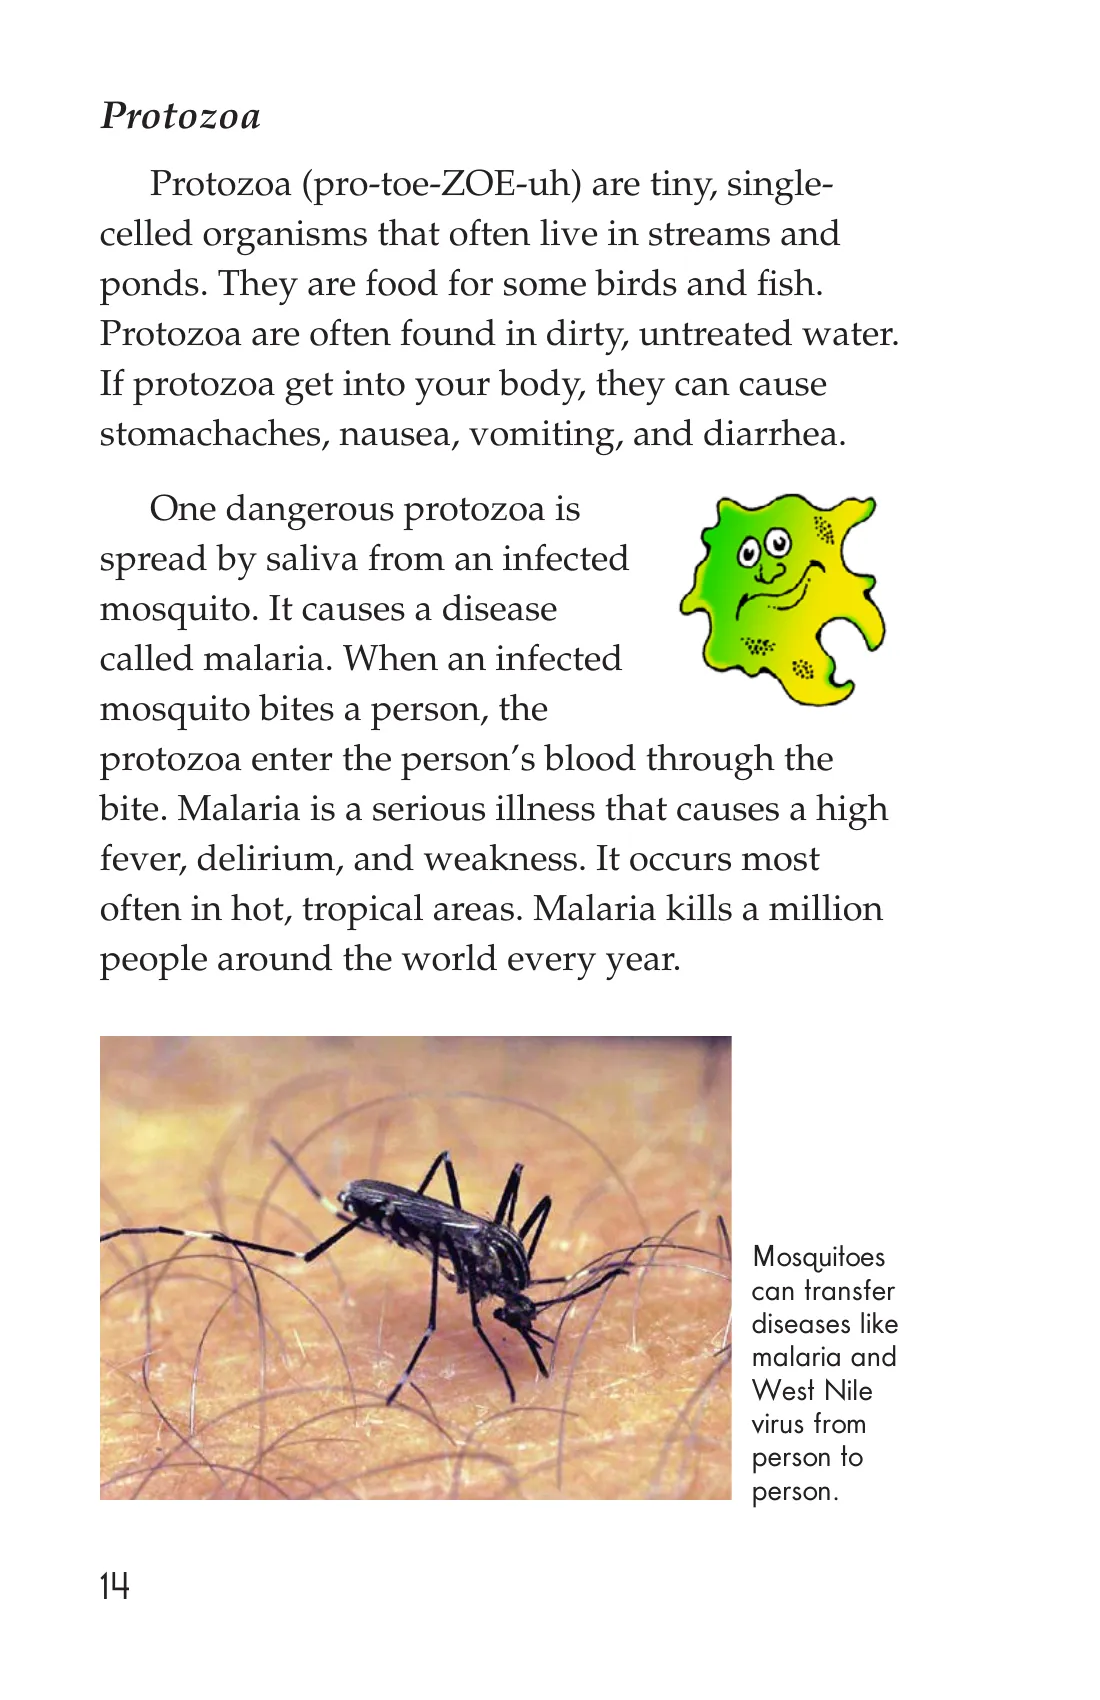 Protozoa
Protozoa (pro-toe-ZOE-uh) are tiny, single-
celled organisms that often live in streams and
ponds. They are food for some birds and fish.
Protozoa are often found in dirty, untreated water.
If protozoa get into your body, they can cause
stomachaches, nausea, vomiting, and diarrhea.
One dangerous protozoa is
spread by saliva from an infected
mosquito. It causes a disease
called malaria. When an infected
mosquito bites a person, the
protozoa enter the person’s blood through the
bite. Malaria is a serious illness that causes a high
fever, delirium, and weakness. It occurs most
often in hot, tropical areas. Malaria kills a million
people around the world every year.
Mosquitoes
can transfer
diseases like
malaria and
West Nile
virus from
person to
person.
14